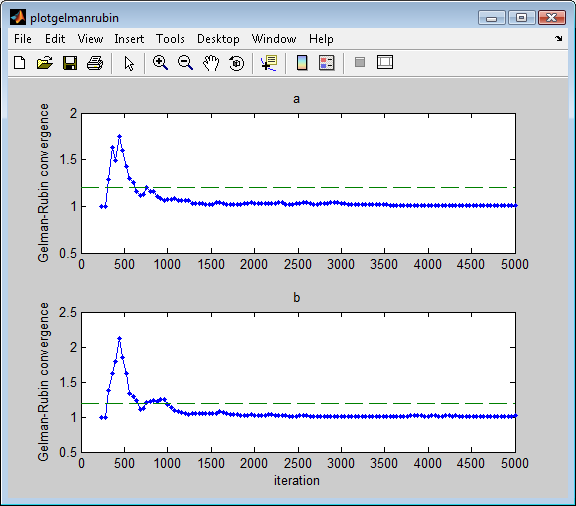 plotgelmanrubin
File Edit View Insert Tools Desktop Window Help
a
Gelman-Rubin convergence
2
1.5
1
0.5
0 500 1000 1500 2000 2500 3000 3500 4000 4500 5000
b
Gelman-Rubin convergence
2.5
2
1.5
1
0.5
0 500 1000 1500 2000 2500 3000 3500 4000 4500 5000
iteration